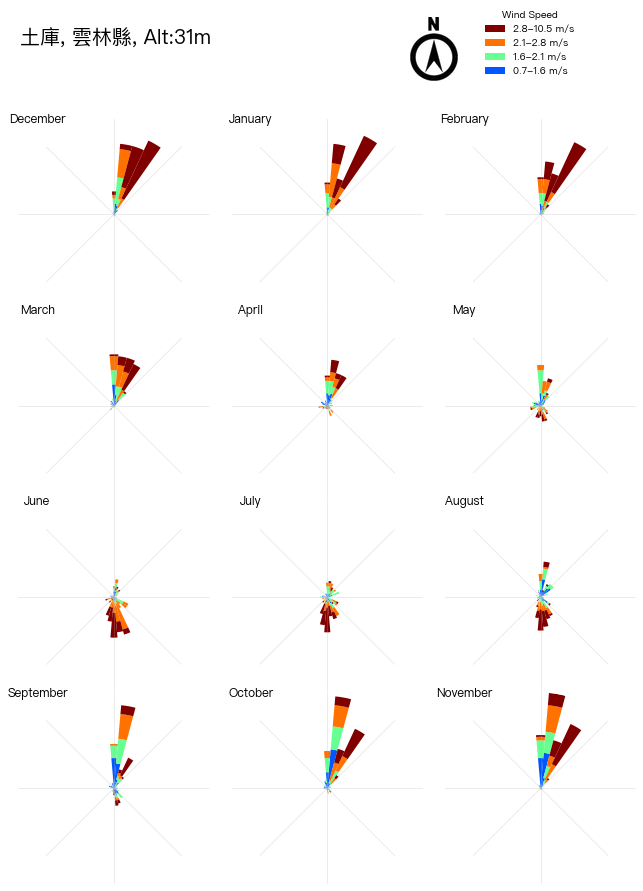 土庫, 雲林縣, Alt:31m
N
Wind Speed
2.8–10.5 m/s
2.1–2.8 m/s
1.6–2.1 m/s
0.7–1.6 m/s
December
January
February
March
April
May
June
July
August
September
October
November